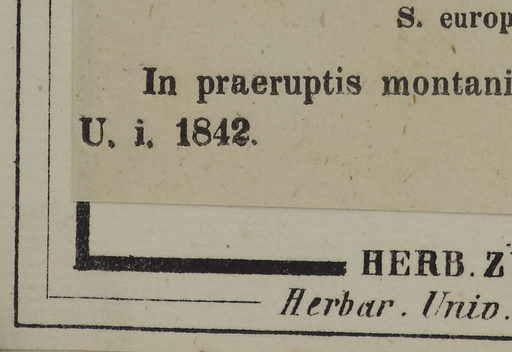 S. europ
In praeruptis montani
U. i. 1842.
HERB. Z
Herbar. Univ.